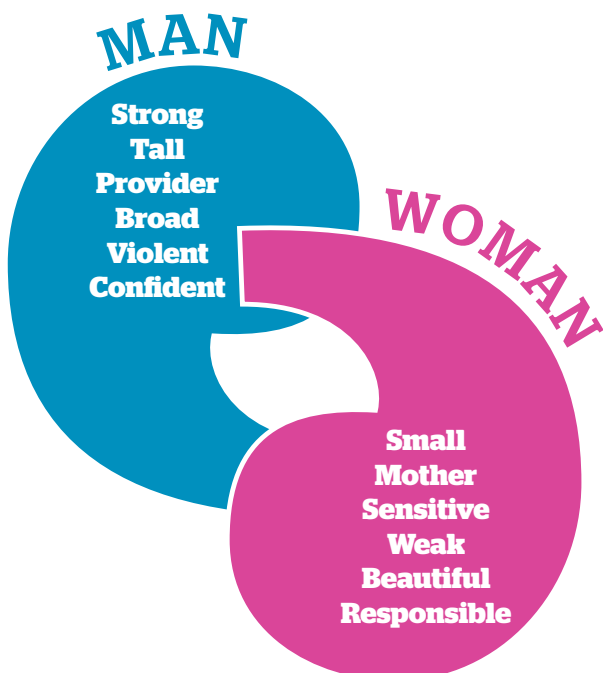 MAN
Strong
Tall
Provider
Broad
Violent
Confident
WOMAN
Small
Mother
Sensitive
Weak
Beautiful
Responsible